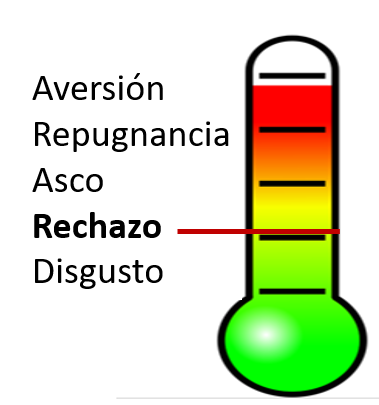 Aversión
Repugnancia
Asco
Rechazo
Disgusto